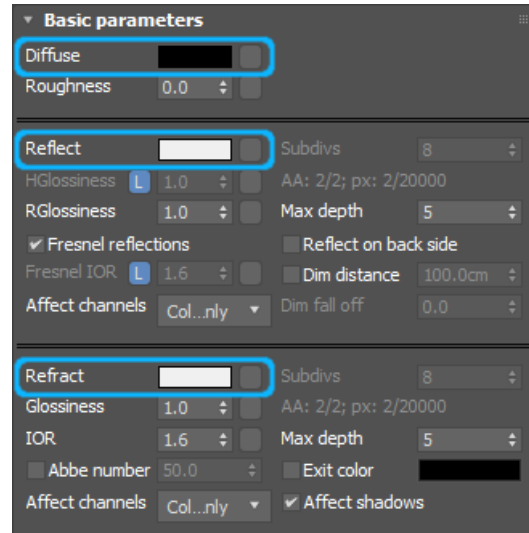 Basic parameters
Diffuse
Roughness 0.0
Reflect Subdivs 8
HGlossiness L 1.0 AA: 2/2; px: 2/20000
RGlossiness 1.0 Max depth 5
Fresnel reflections Reflect on back side
Fresnel IOR L 1.6 Dim distance 100.0cm
Affect channels Col...nly Dim fall off 0.0
Refract Subdivs 8
Glossiness 1.0 AA: 2/2; px: 2/20000
IOR 1.6 Max depth 5
Abbe number 50.0 Exit color
Affect channels Col...nly Affect shadows